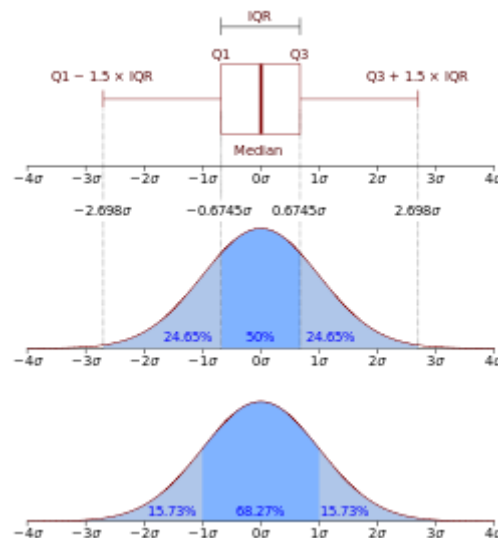 IQR
Q1 Q3
Q1 − 1.5 × IQR Q3 + 1.5 × IQR
Median
−4σ −3σ −2σ −1σ 0σ 1σ 2σ 3σ 4σ
−2.698σ −0.6745σ 0.6745σ 2.698σ
24.65% 50% 24.65%
−4σ −3σ −2σ −1σ 0σ 1σ 2σ 3σ 4σ
15.73% 68.27% 15.73%
−4σ −3σ −2σ −1σ 0σ 1σ 2σ 3σ 4σ